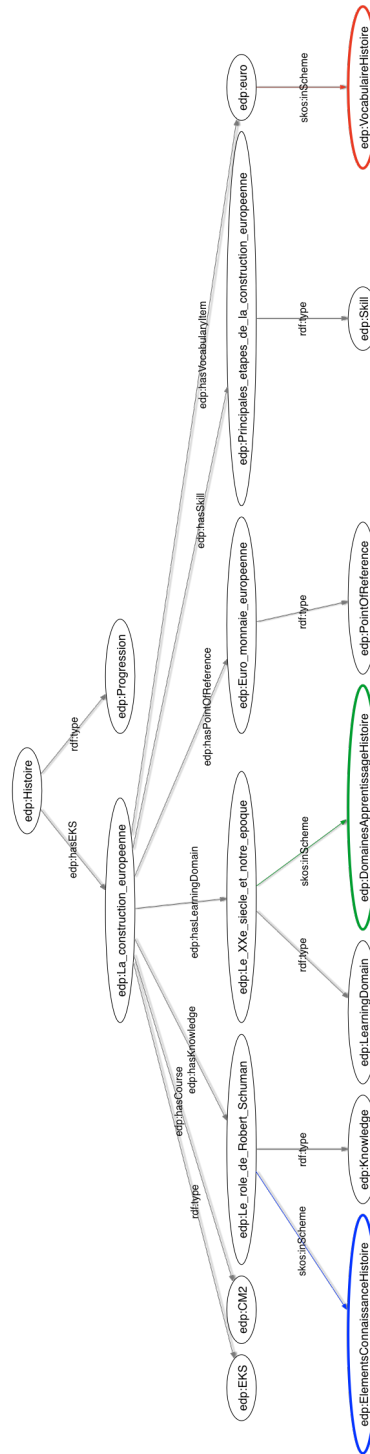 edp:Histoire
edp:hasEKS
rdf:type
edp:La_construction_europeenne
edp:Progression
rdf:type
edp:hasCourse
edp:hasKnowledge
edp:hasLearningDomain
edp:hasPointOfReference
edp:hasSkill
edp:hasVocabularyItem
edp:EKS
edp:CM2
edp:Le_role_de_Robert_Schuman
edp:Le_XXe_siecle_et_notre_epoque
edp:Euro_monnaie_europeenne
edp:Principales_etapes_de_la_construction_europeenne
edp:euro
skos:inScheme
rdf:type
rdf:type
skos:inScheme
rdf:type
rdf:type
skos:inScheme
edp:ElementsConnaissanceHistoire
edp:Knowledge
edp:LearningDomain
edp:DomainesApprentissageHistoire
edp:PointOfReference
edp:Skill
edp:VocabulaireHistoire